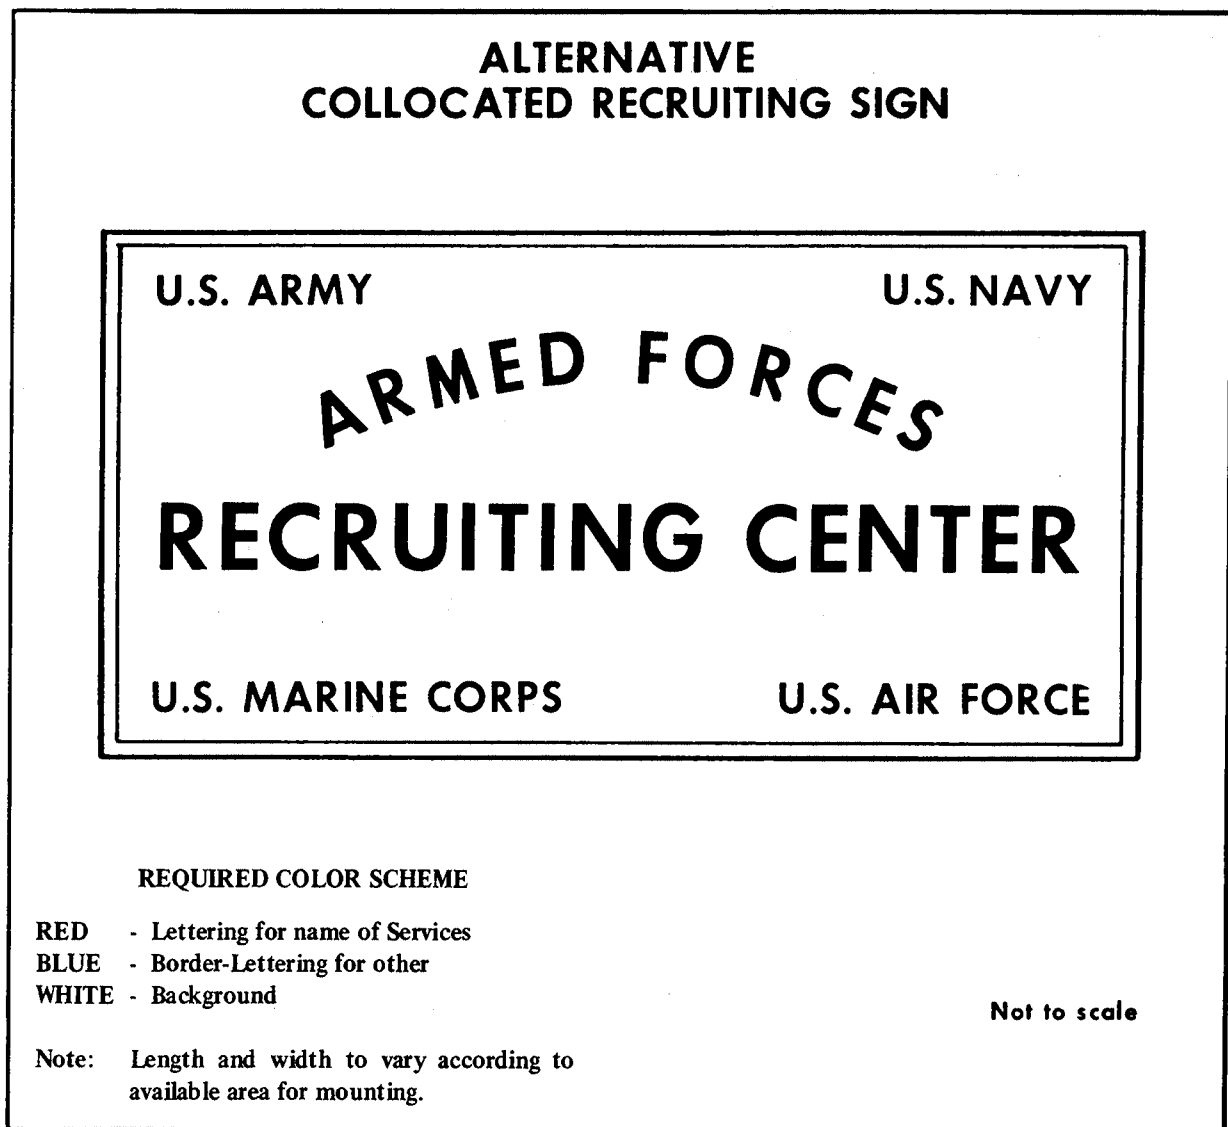 ALTERNATIVE
COLLOCATED RECRUITING SIGN
U.S. ARMY
U.S. NAVY
ARMED FORCES
RECRUITING CENTER
U.S. MARINE CORPS
U.S. AIR FORCE
REQUIRED COLOR SCHEME
RED - Lettering for name of Services
BLUE - Border-Lettering for other
WHITE - Background
Not to scale
Note: Length and width to vary according to
available area for mounting.